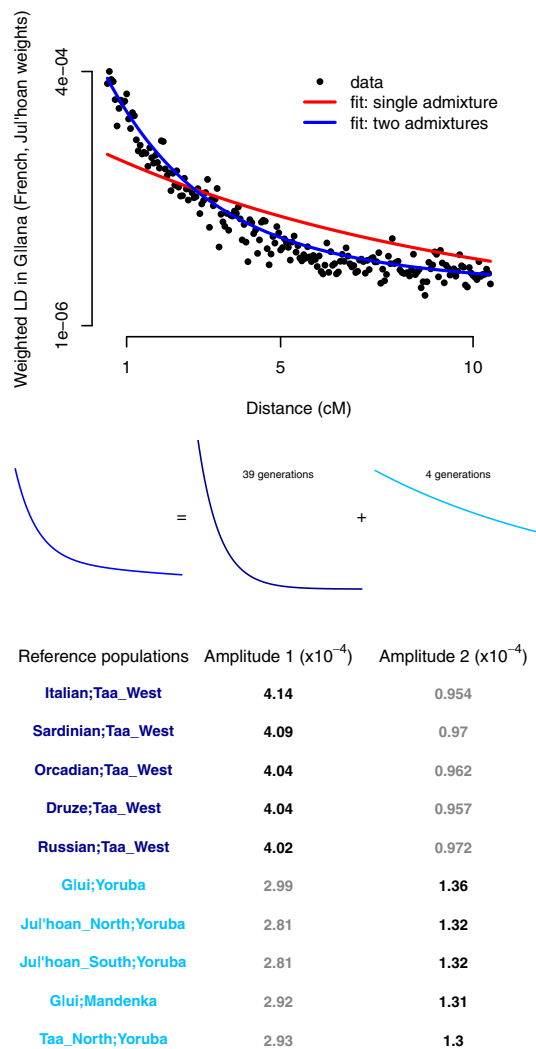 4e−04
1e−06
Weighted LD in GIIana (French, Jul'hoan weights)
data
fit: single admixture
fit: two admixtures
1 5 10
Distance (cM)
39 generations 4 generations
= +
Reference populations Amplitude 1 (x10⁻⁴) Amplitude 2 (x10⁻⁴)
Italian;Taa_West 4.14 0.954
Sardinian;Taa_West 4.09 0.97
Orcadian;Taa_West 4.04 0.962
Druze;Taa_West 4.04 0.957
Russian;Taa_West 4.02 0.972
G|ui;Yoruba 2.99 1.36
Ju|'hoan_North;Yoruba 2.81 1.32
Ju|'hoan_South;Yoruba 2.81 1.32
G|ui;Mandenka 2.92 1.31
Taa_North;Yoruba 2.93 1.3